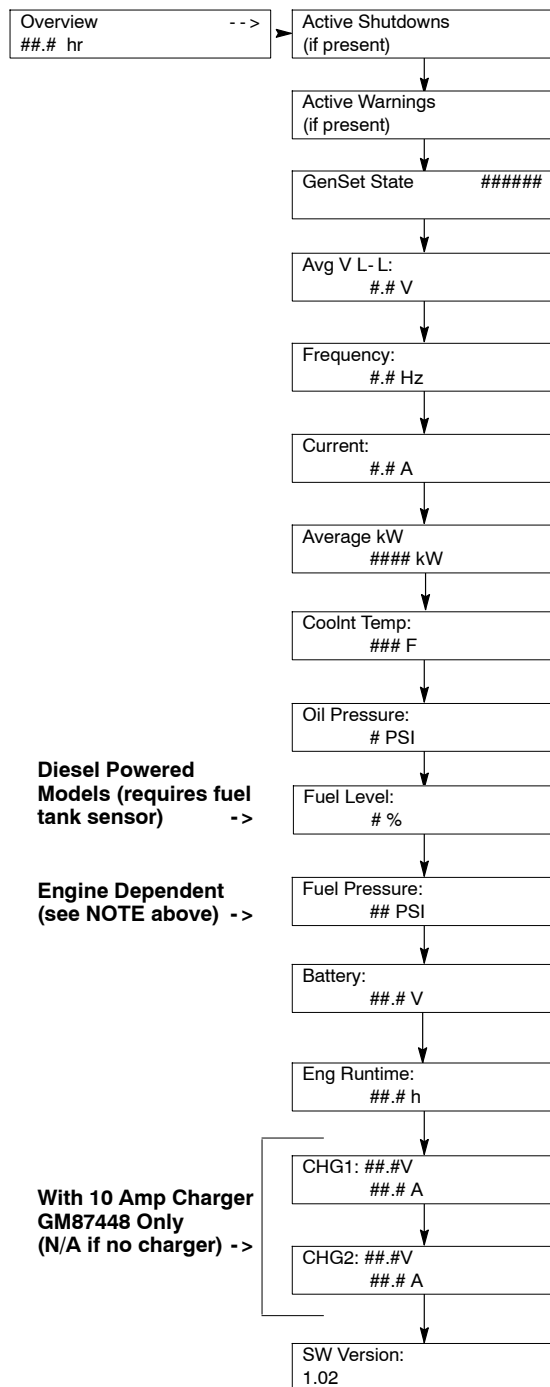 Overview -->
##.# hr
Active Shutdowns
(if present)
Active Warnings
(if present)
GenSet State ######
Avg V L-L:
#.# V
Frequency:
#.# Hz
Current:
#.# A
Average kW
#### kW
Coolnt Temp:
### F
Oil Pressure:
# PSI
Diesel Powered
Models (requires fuel
tank sensor) ->
Fuel Level:
# %
Engine Dependent
(see NOTE above) ->
Fuel Pressure:
## PSI
Battery:
##.# V
Eng Runtime:
##.# h
With 10 Amp Charger
GM87448 Only
(N/A if no charger) ->
CHG1: ##.#V
##.# A
CHG2: ##.#V
##.# A
SW Version:
1.02